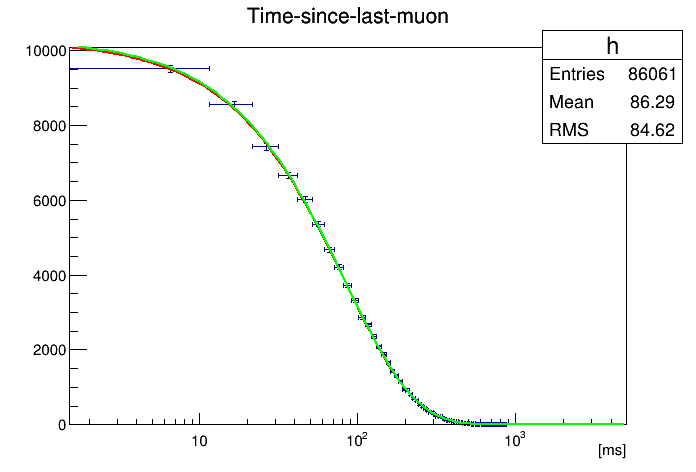 Time-since-last-muon
h
Entries 86061
Mean 86.29
RMS 84.62
10000
8000
6000
4000
2000
0
10
10²
10³
[ms]